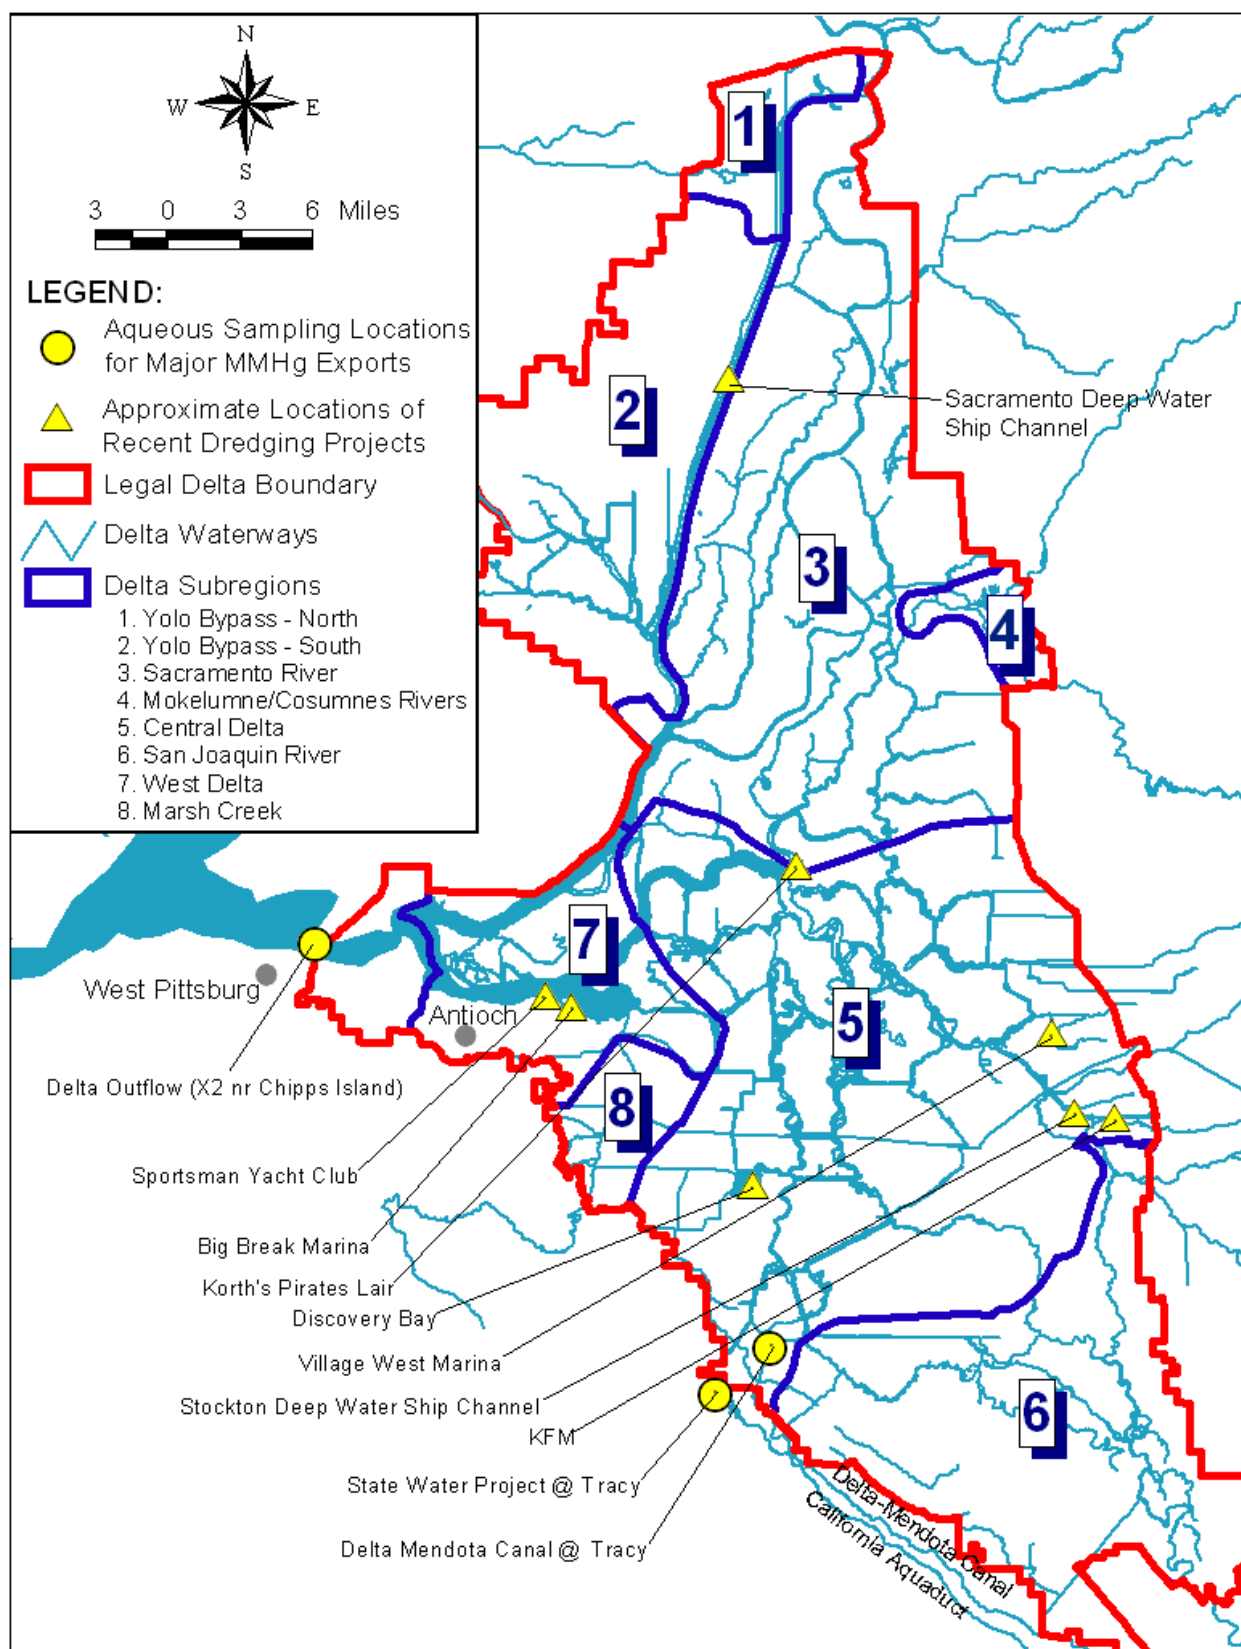 N
W
E
S
3 0 3 6 Miles
LEGEND:
Aqueous Sampling Locations
for Major MMHg Exports
Approximate Locations of
Recent Dredging Projects
Legal Delta Boundary
Delta Waterways
Delta Subregions
1. Yolo Bypass - North
2. Yolo Bypass - South
3. Sacramento River
4. Mokelumne/Cosumnes Rivers
5. Central Delta
6. San Joaquin River
7. West Delta
8. Marsh Creek
1
2
Sacramento Deep Water
Ship Channel
3
4
7
West Pittsburg
Antioch
5
Delta Outflow (X2 nr Chipps Island)
8
Sportsman Yacht Club
Big Break Marina
Korth's Pirates Lair
Discovery Bay
Village West Marina
Stockton Deep Water Ship Channel
KFM
6
State Water Project @ Tracy
Delta Mendota Canal @ Tracy
Delta-Mendota Canal
California Aquaduct